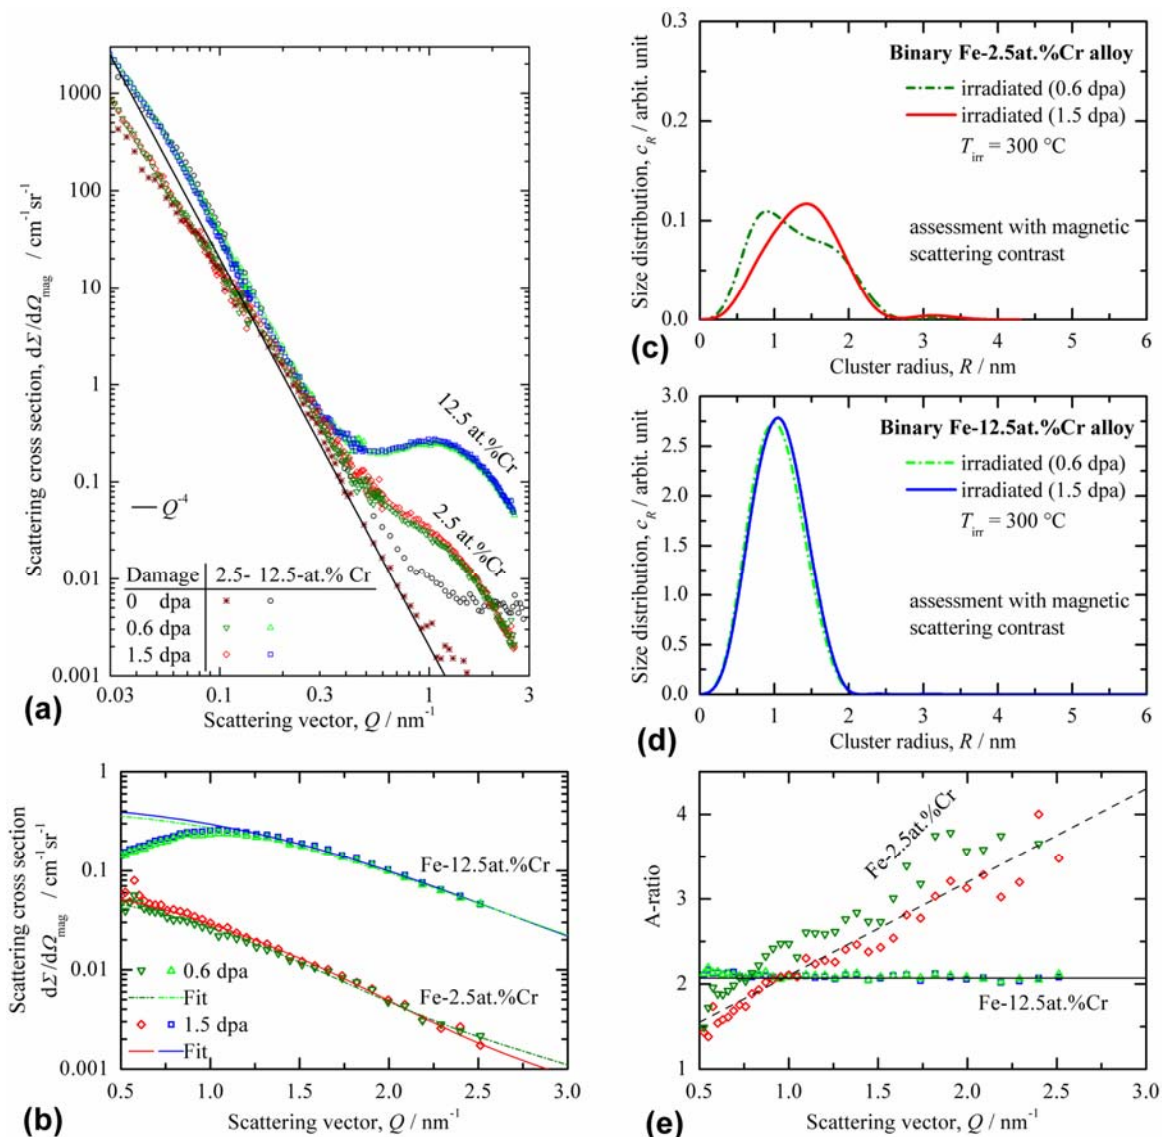 1000
100
10
1
0.1
0.01
0.001
Scattering cross section, dΣ/dΩmag / cm-1sr-1
12.5 at.%Cr
2.5 at.%Cr
Q-4
Damage 2.5- 12.5-at.% Cr
0 dpa
0.6 dpa
1.5 dpa
0.03 0.1 0.3 1 3
Scattering vector, Q / nm-1
(a)
0.3
0.2
0.1
0.0
Size distribution, cR / arbit. unit
Binary Fe-2.5at.%Cr alloy
irradiated (0.6 dpa)
irradiated (1.5 dpa)
Tirr = 300 °C
assessment with magnetic
scattering contrast
0 1 2 3 4 5 6
Cluster radius, R / nm
(c)
3.0
2.5
2.0
1.5
1.0
0.5
0.0
Size distribution, cR / arbit. unit
Binary Fe-12.5at.%Cr alloy
irradiated (0.6 dpa)
irradiated (1.5 dpa)
Tirr = 300 °C
assessment with magnetic
scattering contrast
0 1 2 3 4 5 6
Cluster radius, R / nm
(d)
1
0.1
0.01
0.001
Scattering cross section
dΣ/dΩmag / cm-1sr-1
Fe-12.5at.%Cr
Fe-2.5at.%Cr
0.6 dpa
Fit
1.5 dpa
Fit
0.5 1.0 1.5 2.0 2.5 3.0
Scattering vector, Q / nm-1
(b)
4
3
2
1
A-ratio
Fe-2.5at.%Cr
Fe-12.5at.%Cr
0.5 1.0 1.5 2.0 2.5 3.0
Scattering vector, Q / nm-1
(e)